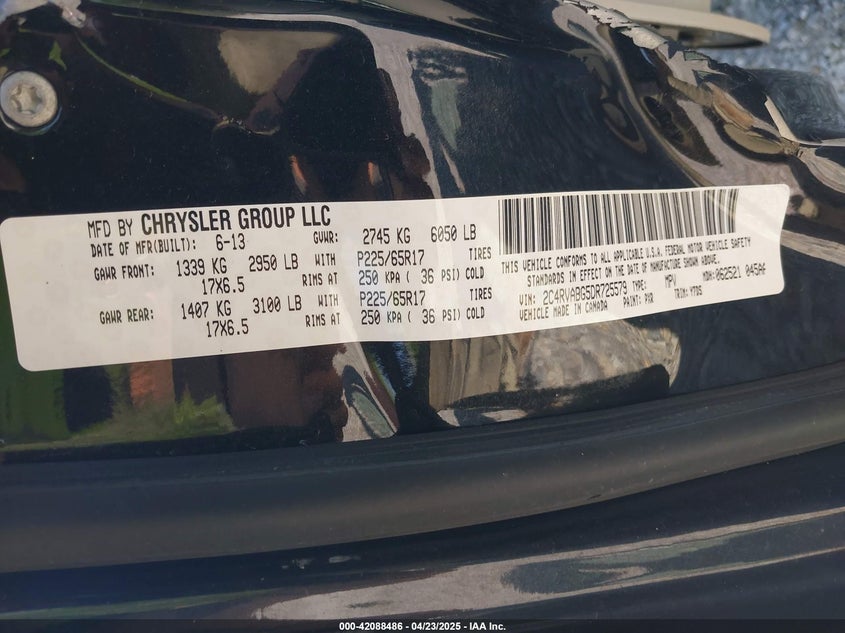 MFD BY CHRYSLER GROUP LLC
DATE OF MFR(BUILT): 6-13 GVWR: 2745 KG 6050 LB
GAWR FRONT: 1339 KG 2950 LB WITH P225/65R17 TIRES
17X6.5 RIMS AT 250 KPA ( 36 PSI) COLD
GAWR REAR: 1407 KG 3100 LB WITH P225/65R17 TIRES
17X6.5 RIMS AT 250 KPA ( 36 PSI) COLD
THIS VEHICLE CONFORMS TO ALL APPLICABLE U.S.A. FEDERAL MOTOR VEHICLE SAFETY
STANDARDS IN EFFECT ON THE DATE OF MANUFACTURE SHOWN ABOVE.
VIN: 2C4RVABG5DR725579 TYPE: MPV MDH: 062521 045AF
VEHICLE MADE IN CANADA PAINT: PXR TRIM: M7DS
000-42088486 - 04/23/2025 - IAA Inc.